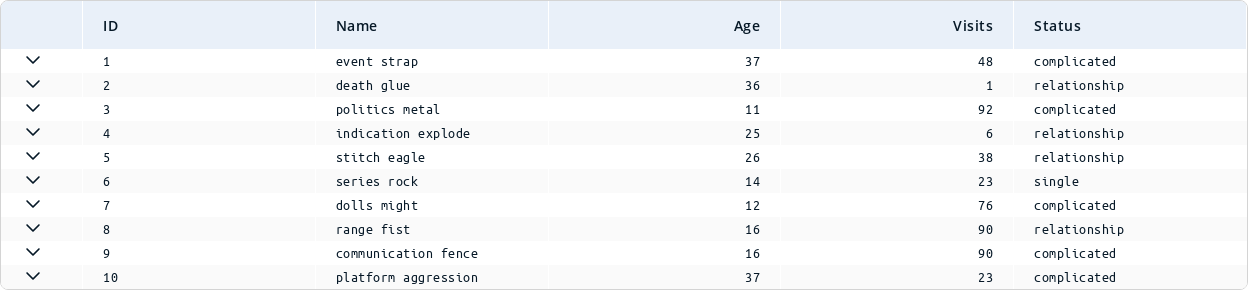 ID Name Age Visits Status
1 event strap 37 48 complicated
2 death glue 36 1 relationship
3 politics metal 11 92 complicated
4 indication explode 25 6 relationship
5 stitch eagle 26 38 relationship
6 series rock 14 23 single
7 dolls might 12 76 complicated
8 range fist 16 90 relationship
9 communication fence 16 90 complicated
10 platform aggression 37 23 complicated